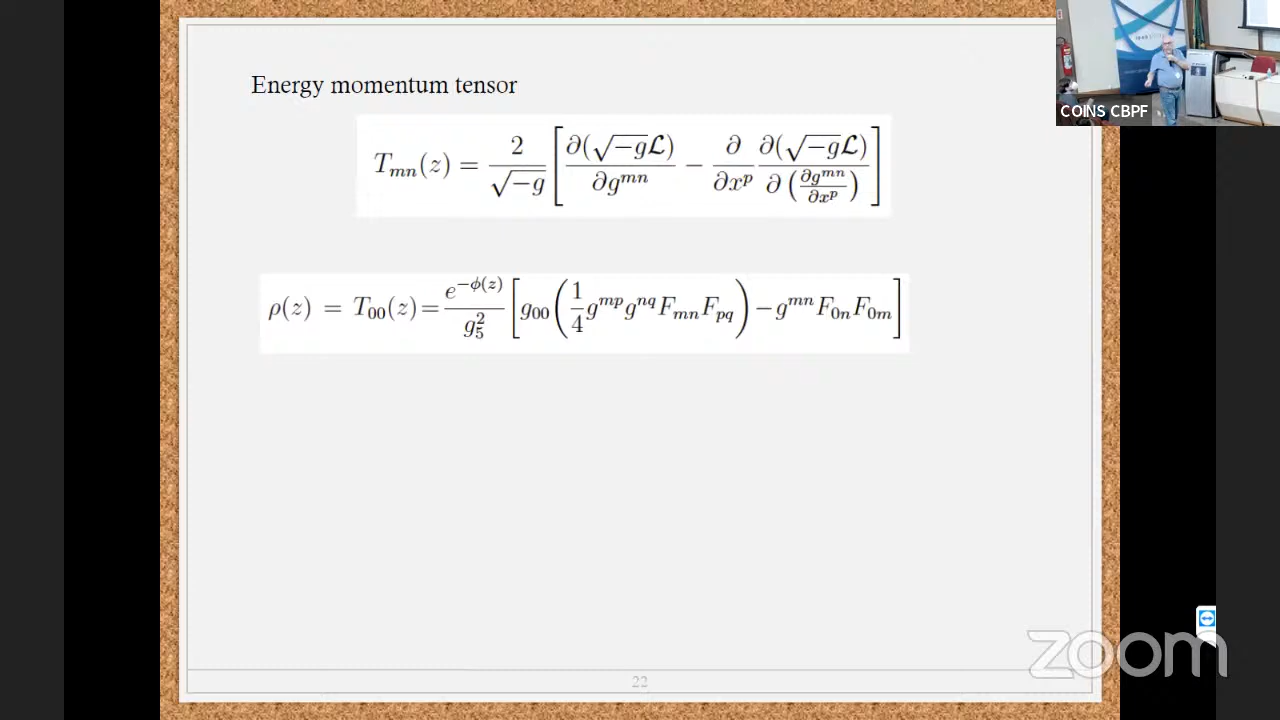 Energy momentum tensor
COINS CBPF
T_{mn}(z) = \frac{2}{\sqrt{-g}} \left[ \frac{\partial(\sqrt{-g}\mathcal{L})}{\partial g^{mn}} - \frac{\partial}{\partial x^p} \frac{\partial(\sqrt{-g}\mathcal{L})}{\partial \left( \frac{\partial g^{mn}}{\partial x^p} \right)} \right]
\rho(z) = T_{00}(z) = \frac{e^{-\phi(z)}}{g_5^2} \left[ g_{00} \left( \frac{1}{4} g^{mp} g^{nq} F_{mn} F_{pq} \right) - g^{mn} F_{0n} F_{0m} \right]
zoom
22